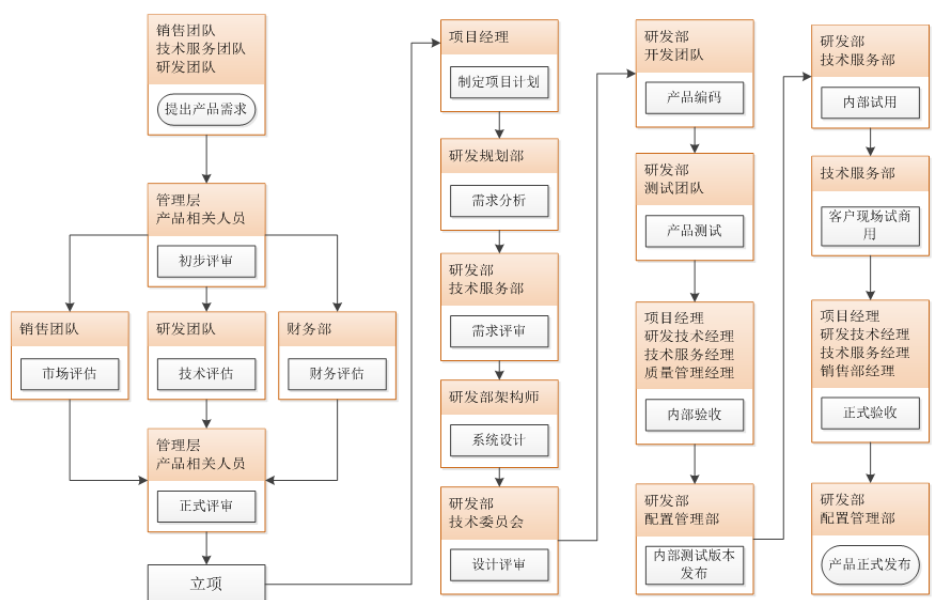 销售团队
技术服务团队
研发团队
提出产品需求
管理层
产品相关人员
初步评审
销售团队
市场评估
研发团队
技术评估
财务部
财务评估
管理层
产品相关人员
正式评审
立项
项目经理
制定项目计划
研发规划部
需求分析
研发部
技术服务部
需求评审
研发部架构师
系统设计
研发部
技术委员会
设计评审
研发部
开发团队
产品编码
研发部
测试团队
产品测试
项目经理
研发技术经理
技术服务经理
质量管理经理
内部验收
研发部
配置管理部
内部测试版本
发布
研发部
技术服务部
内部试用
技术服务部
客户现场试商
用
项目经理
研发技术经理
技术服务经理
销售部经理
正式验收
研发部
配置管理部
产品正式发布